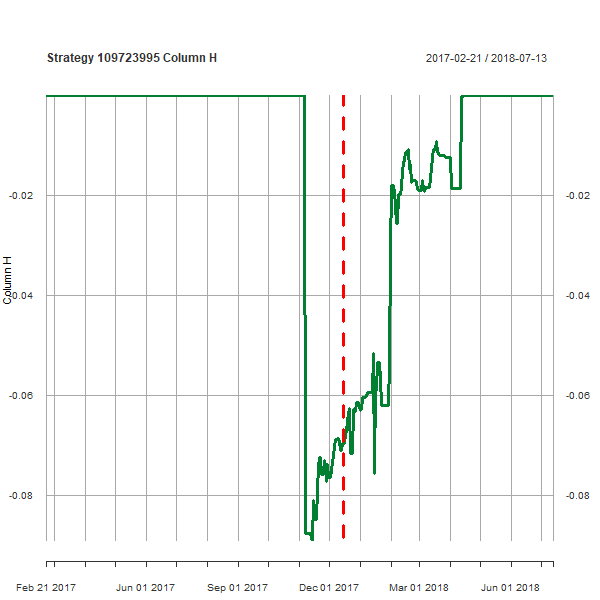 Strategy 109723995 Column H
2017-02-21 / 2018-07-13
-0.02 -0.02
Column H
-0.04 -0.04
-0.06 -0.06
-0.08 -0.08
Feb 21 2017 Jun 01 2017 Sep 01 2017 Dec 01 2017 Mar 01 2018 Jun 01 2018